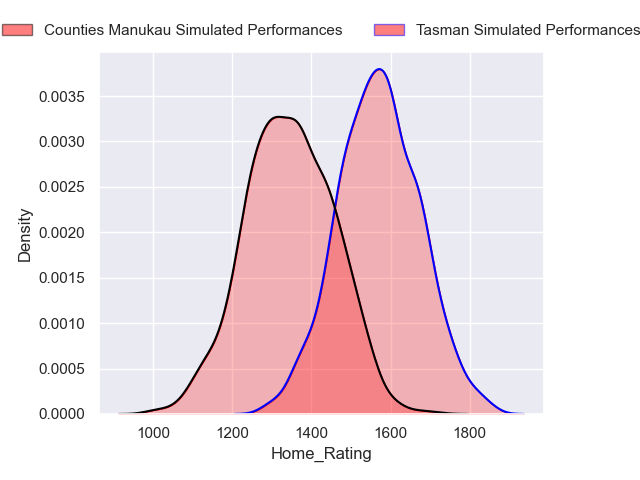 Counties Manukau Simulated Performances
Tasman Simulated Performances
0.0035
0.0030
0.0025
0.0020
0.0015
0.0010
0.0005
0.0000
Density
1000 1200 1400 1600 1800
Home_Rating